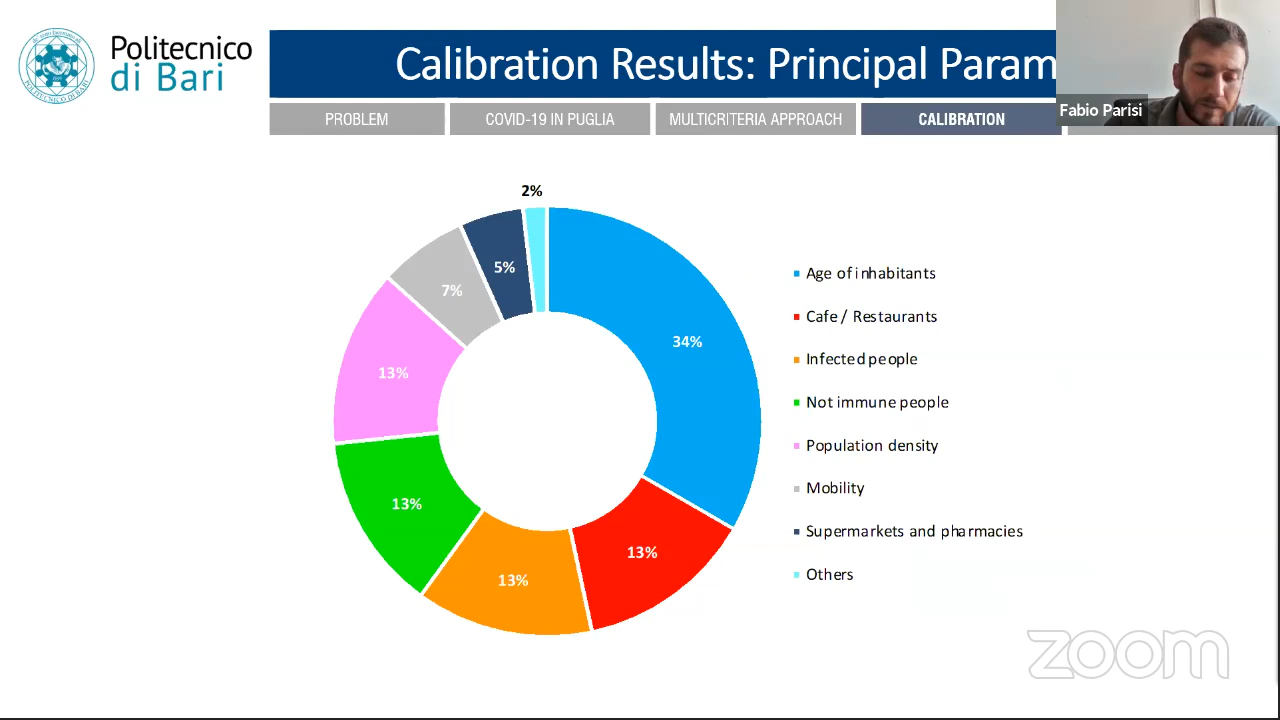 Politecnico
di Bari
Calibration Results: Principal Param
Fabio Parisi
PROBLEM
COVID-19 IN PUGLIA
MULTICRITERIA APPROACH
CALIBRATION
2%
5%
7%
34%
13%
13%
13%
13%
Age of inhabitants
Cafe / Restaurants
Infected people
Not immune people
Population density
Mobility
Supermarkets and pharmacies
Others
zoom